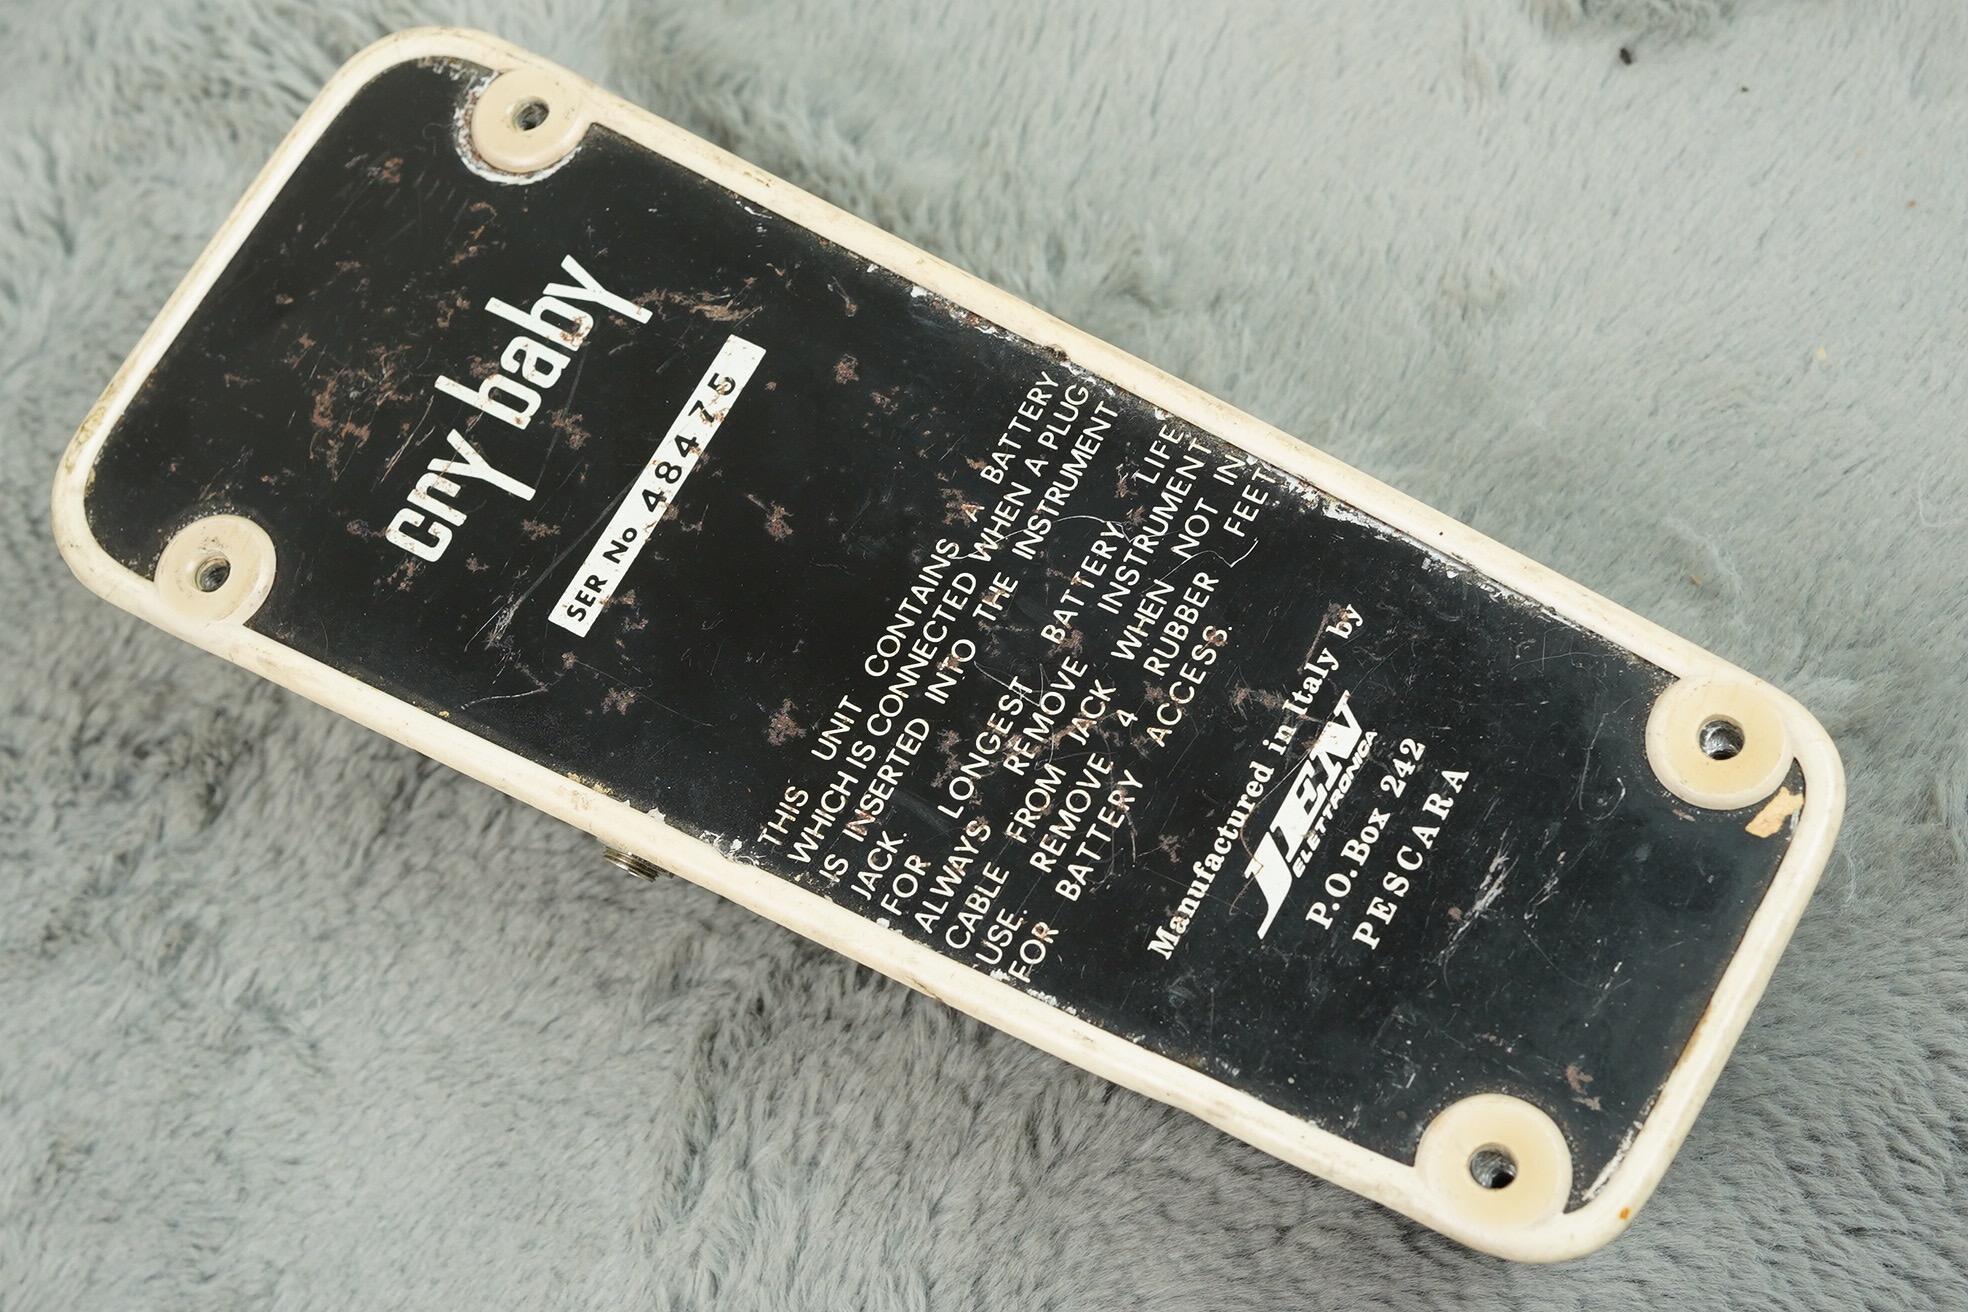 cry baby
SER No 48475
THIS UNIT CONTAINS A BATTERY
WHICH IS CONNECTED WHEN A PLUG
IS INSERTED INTO THE INSTRUMENT
JACK.
FOR LONGEST BATTERY LIFE
ALWAYS REMOVE INSTRUMENT
CABLE FROM JACK WHEN NOT IN
USE. REMOVE 4 RUBBER FEET
FOR BATTERY ACCESS.
Manufactured in Italy by
JEN
ELETTRONICA
P.O.Box 242
PESCARA